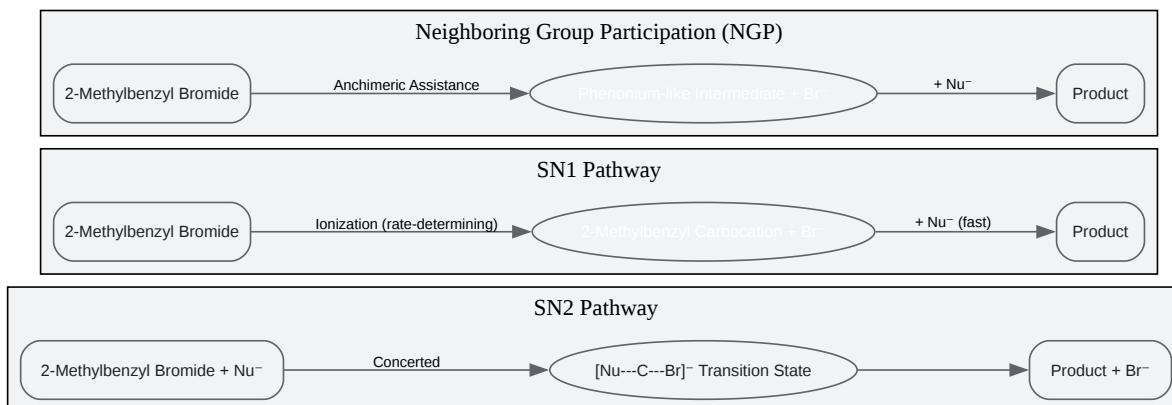 Neighboring Group Participation (NGP)
2-Methylbenzyl Bromide
Anchimeric Assistance
Phenonium-like Intermediate + Br⁻
+ Nu⁻
Product
SN1 Pathway
2-Methylbenzyl Bromide
Ionization (rate-determining)
2-Methylbenzyl Carbocation + Br⁻
+ Nu⁻ (fast)
Product
SN2 Pathway
2-Methylbenzyl Bromide + Nu⁻
Concerted
[Nu---C---Br]⁻ Transition State
Product + Br⁻